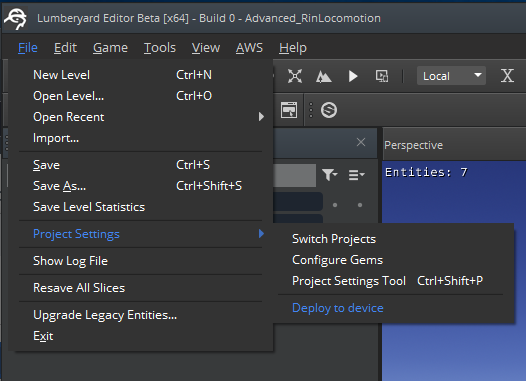 Lumberyard Editor Beta [x64] - Build 0 - Advanced_RinLocomotion
File Edit Game Tools View AWS Help
New Level Ctrl+N
Open Level... Ctrl+O
Open Recent
Import...
Save Ctrl+S
Save As... Ctrl+Shift+S
Save Level Statistics
Project Settings
Show Log File
Resave All Slices
Upgrade Legacy Entities...
Exit
Switch Projects
Configure Gems
Project Settings Tool Ctrl+Shift+P
Deploy to device
Local
X
Perspective
Entities: 7